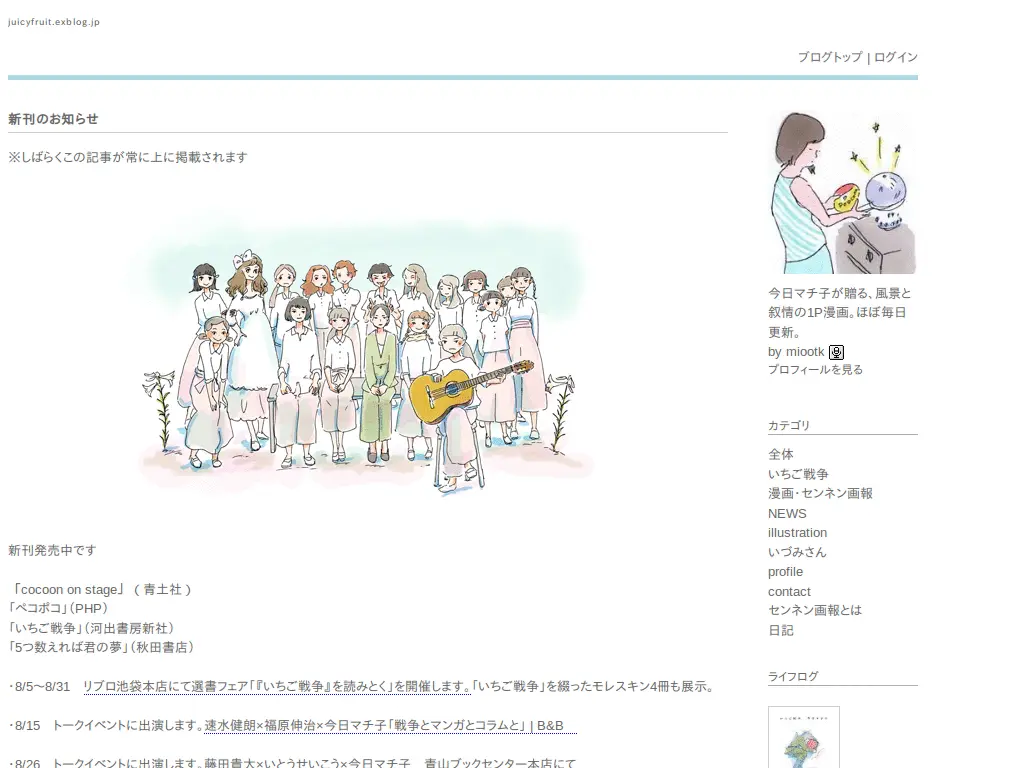 juicyfruit.exblog.jp
ブログトップ | ログイン
新刊のお知らせ
※しばらくこの記事が常に上に掲載されます
新刊発売中です
「cocoon on stage」（青土社）
「ペコポコ」（PHP）
「いちご戦争」（河出書房新社）
「5つ数えれば君の夢」（秋田書店）
・8/5〜8/31　リブロ池袋本店にて選書フェア「『いちご戦争』を読みとく」を開催します。「いちご戦争」を綴ったモレスキン4冊も展示。
・8/15　トークイベントに出演します。速水健朗×福原伸治×今日マチ子「戦争とマンガとコラムと」 | B&B
・8/26　トークイベントに出演します。藤田貴大×いとうせいこう×今日マチ子　青山ブックセンター本店にて
今日マチ子が贈る、風景と
叙情の1P漫画。ほぼ毎日
更新。
by miootk
プロフィールを見る
カテゴリ
全体
いちご戦争
漫画・センネン画報
NEWS
illustration
いづみさん
profile
contact
センネン画報とは
日記
ライフログ